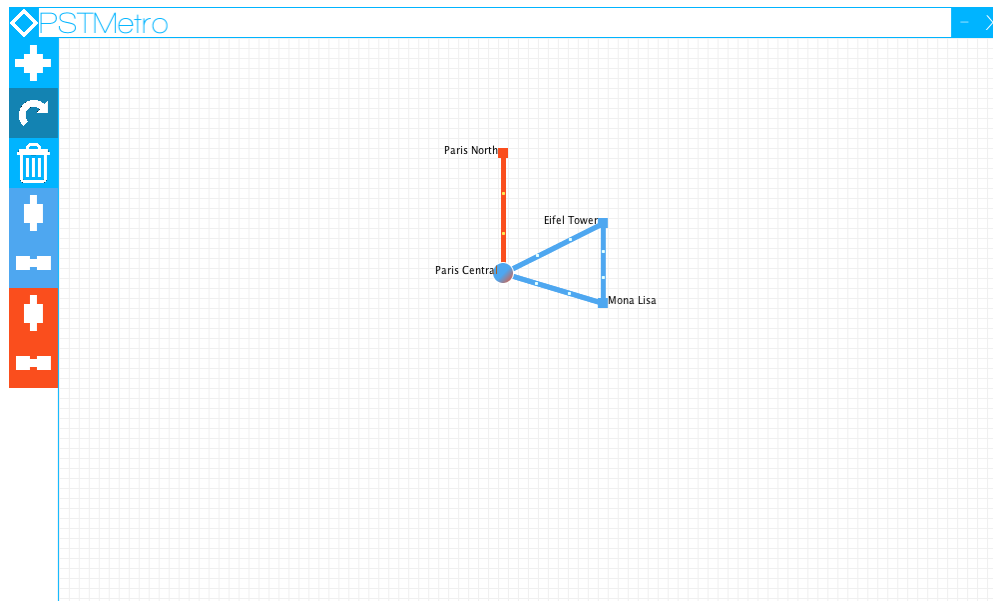 PSTMetro
Paris North
Eifel Tower
Paris Central
Mona Lisa